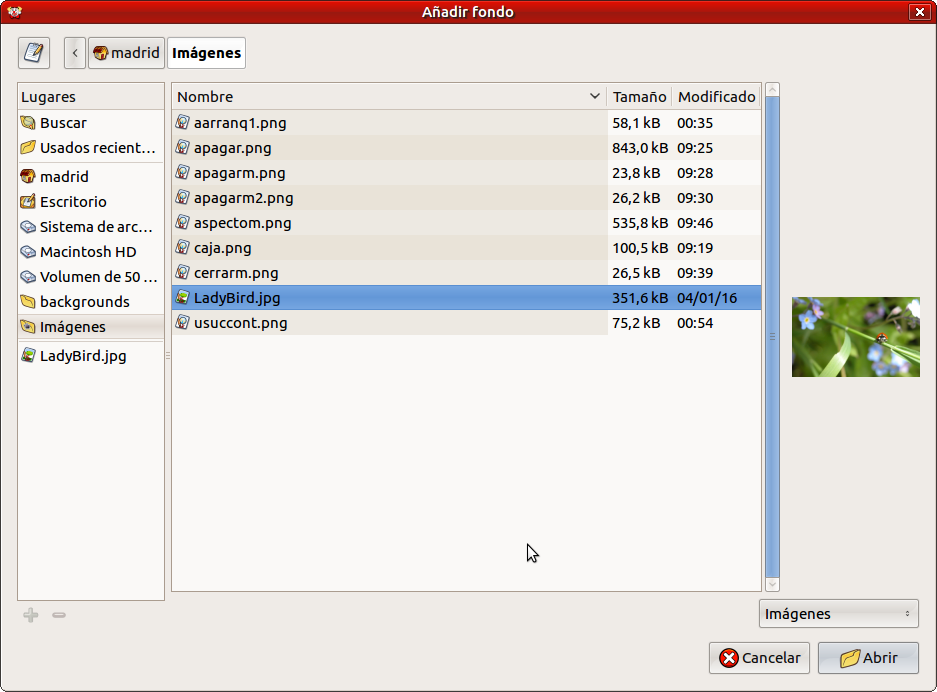 Añadir fondo
madrid Imágenes
Lugares
Buscar
Usados recient...
madrid
Escritorio
Sistema de arc...
Macintosh HD
Volumen de 50 ...
backgrounds
Imágenes
LadyBird.jpg
Nombre Tamaño Modificado
aarranq1.png 58,1 kB 00:35
apagar.png 843,0 kB 09:25
apagarm.png 23,8 kB 09:28
apagarm2.png 26,2 kB 09:30
aspectom.png 535,8 kB 09:46
caja.png 100,5 kB 09:19
cerrarm.png 26,5 kB 09:39
LadyBird.jpg 351,6 kB 04/01/16
usuccont.png 75,2 kB 00:54
Imágenes
Cancelar Abrir